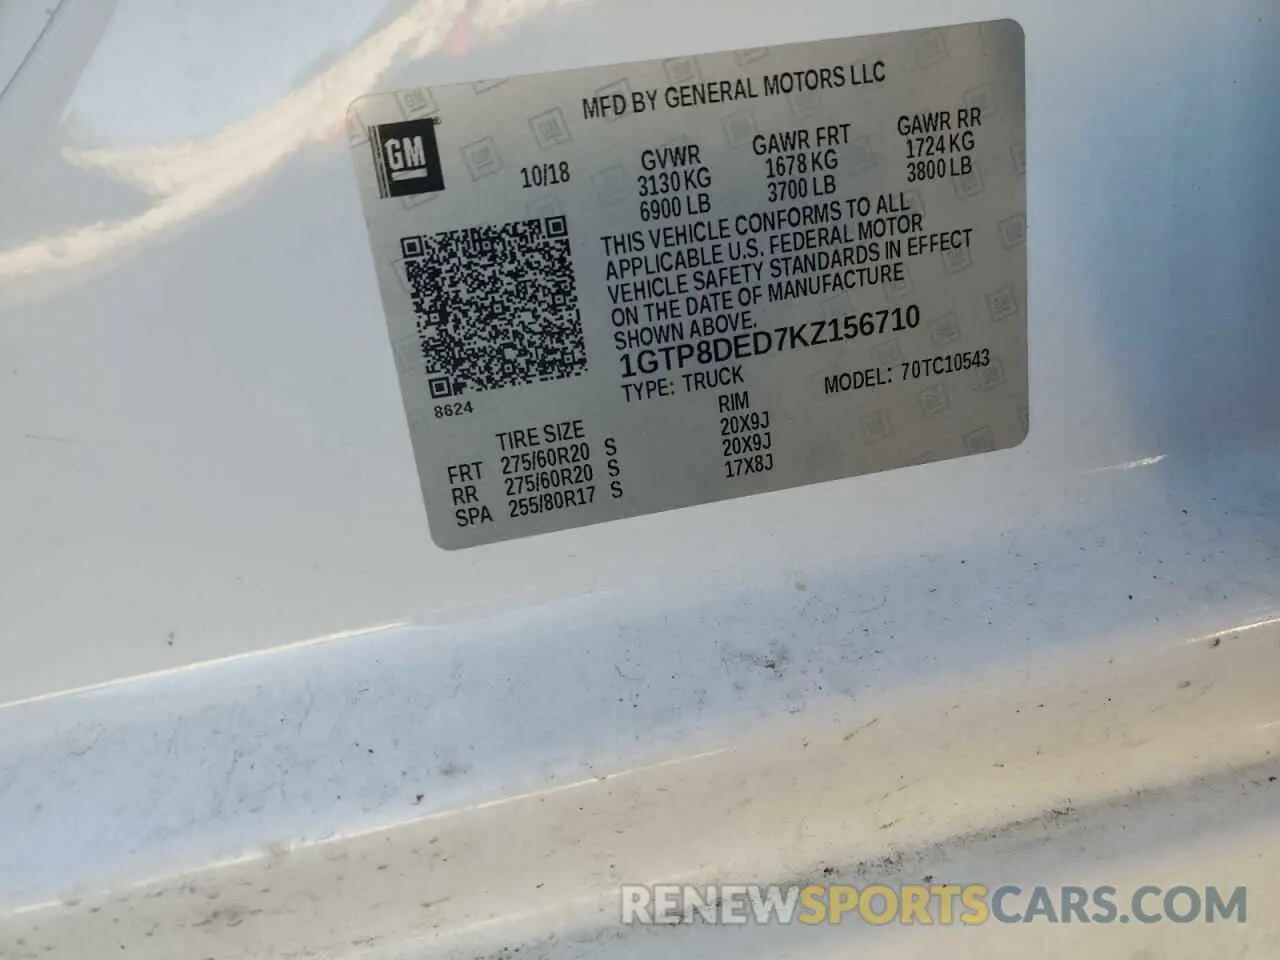 MFD BY GENERAL MOTORS LLC
GM
10/18
GVWR
3130 KG
6900 LB
GAWR FRT
1678 KG
3700 LB
GAWR RR
1724 KG
3800 LB
THIS VEHICLE CONFORMS TO ALL
APPLICABLE U.S. FEDERAL MOTOR
VEHICLE SAFETY STANDARDS IN EFFECT
ON THE DATE OF MANUFACTURE
SHOWN ABOVE.
1GTP8DED7KZ156710
TYPE: TRUCK
MODEL: 70TC10543
8624
TIRE SIZE RIM
FRT 275/60R20 S 20X9J
RR 275/60R20 S 20X9J
SPA 255/80R17 S 17X8J
RENEWSPORTSCARS.COM